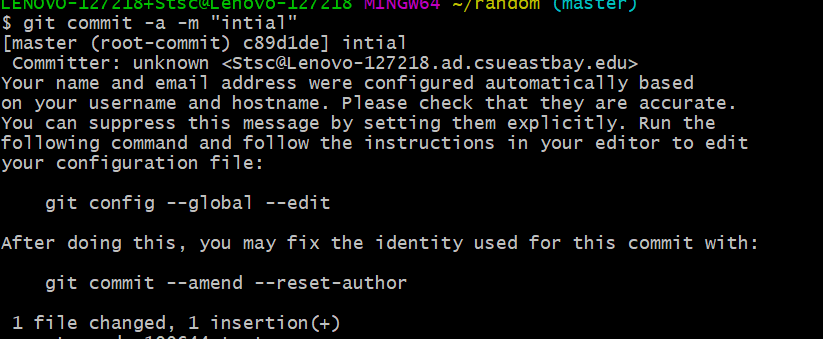 LENOVO-127218+Stsc@Lenovo-127218 MINGW64 ~/random (master)
$ git commit -a -m "intial"
[master (root-commit) c89d1de] intial
 Committer: unknown <Stsc@Lenovo-127218.ad.csueastbay.edu>
Your name and email address were configured automatically based
on your username and hostname. Please check that they are accurate.
You can suppress this message by setting them explicitly. Run the
following command and follow the instructions in your editor to edit
your configuration file:

    git config --global --edit

After doing this, you may fix the identity used for this commit with:

    git commit --amend --reset-author

 1 file changed, 1 insertion(+)